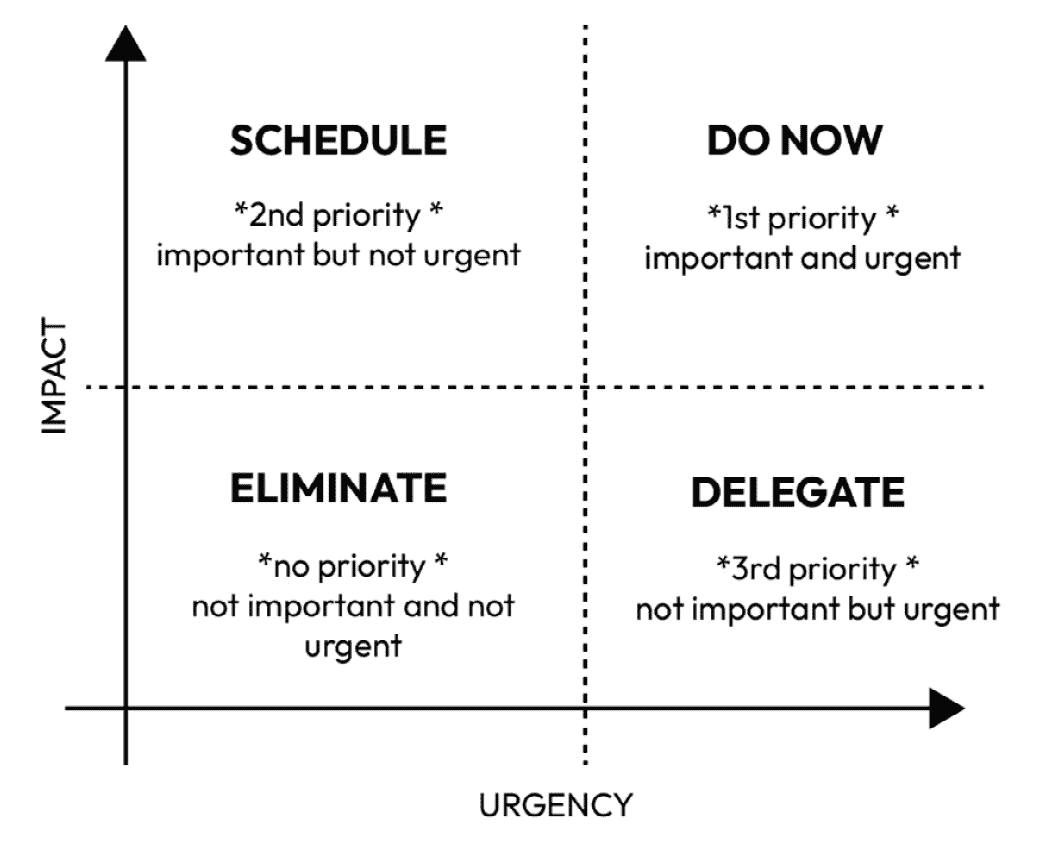 SCHEDULE
*2nd priority *
important but not urgent
DO NOW
*1st priority *
important and urgent
IMPACT
ELIMINATE
*no priority *
not important and not
urgent
DELEGATE
*3rd priority *
not important but urgent
URGENCY